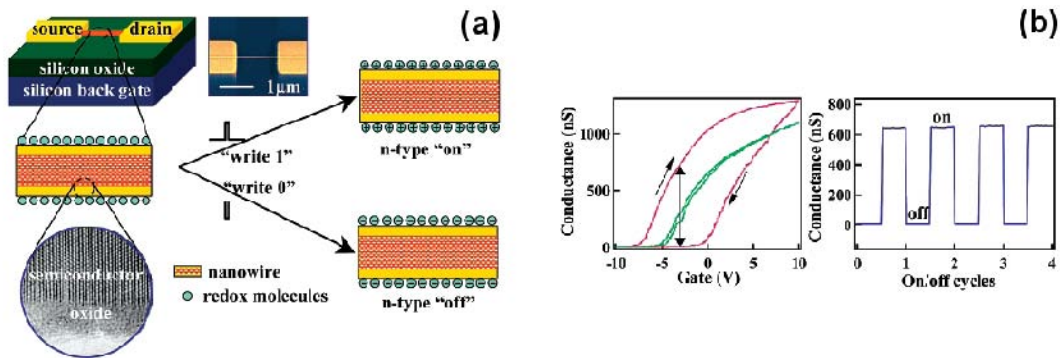 (a)
source
drain
silicon oxide
silicon back gate
1μm
"write 1"
"write 0"
n-type "on"
n-type "off"
semiconductor
oxide
nanowire
redox molecules
(b)
Conductance (nS)
1000
500
0
-10
-5
0
5
10
Gate (V)
Conductance (nS)
800
600
400
200
0
on
off
0
1
2
3
4
On/off cycles